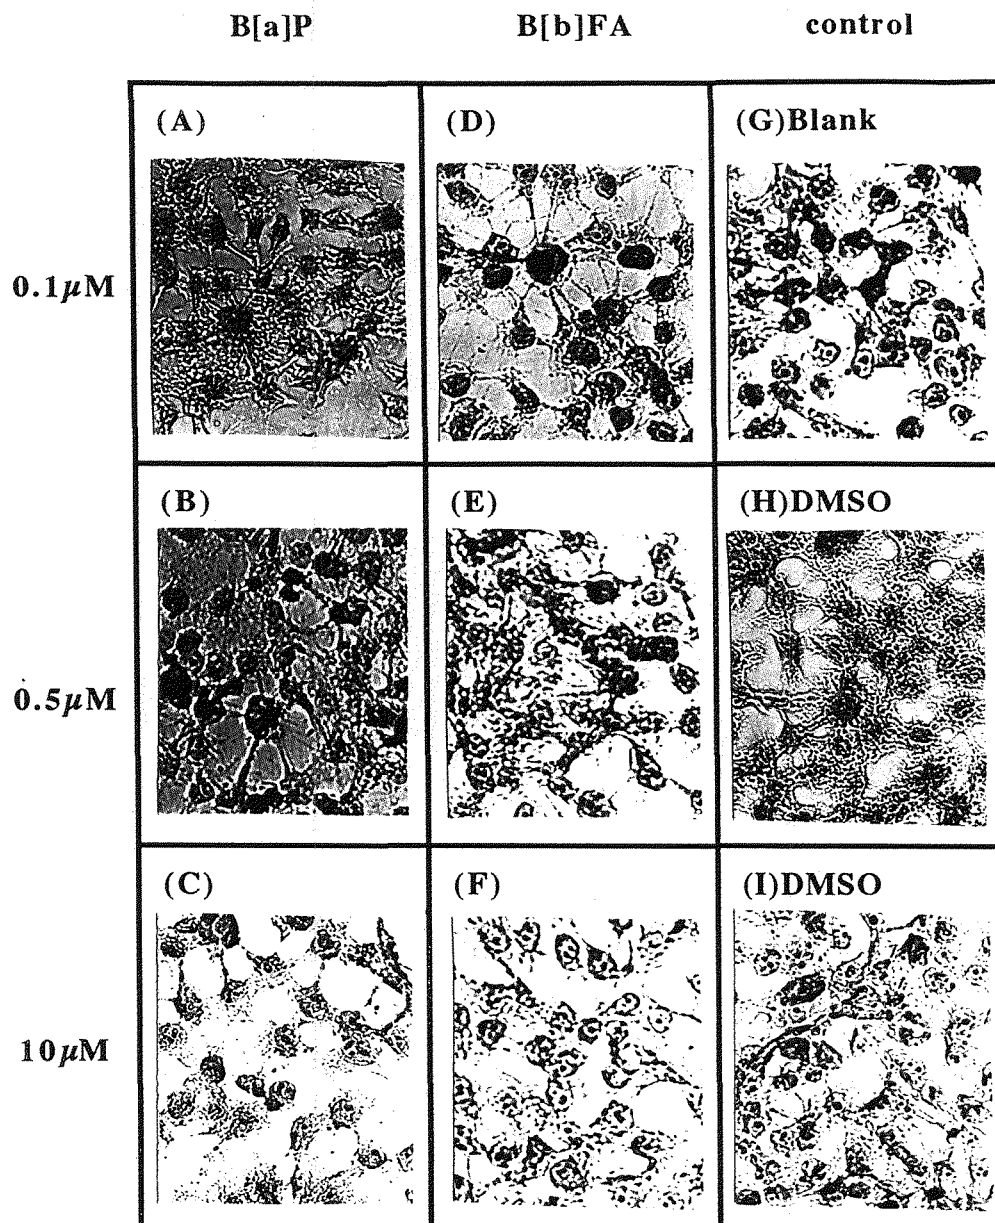 B[a]P B[b]FA control
(A) (D) (G)Blank
0.1μM
(B) (E) (H)DMSO
0.5μM
(C) (F) (I)DMSO
10μM